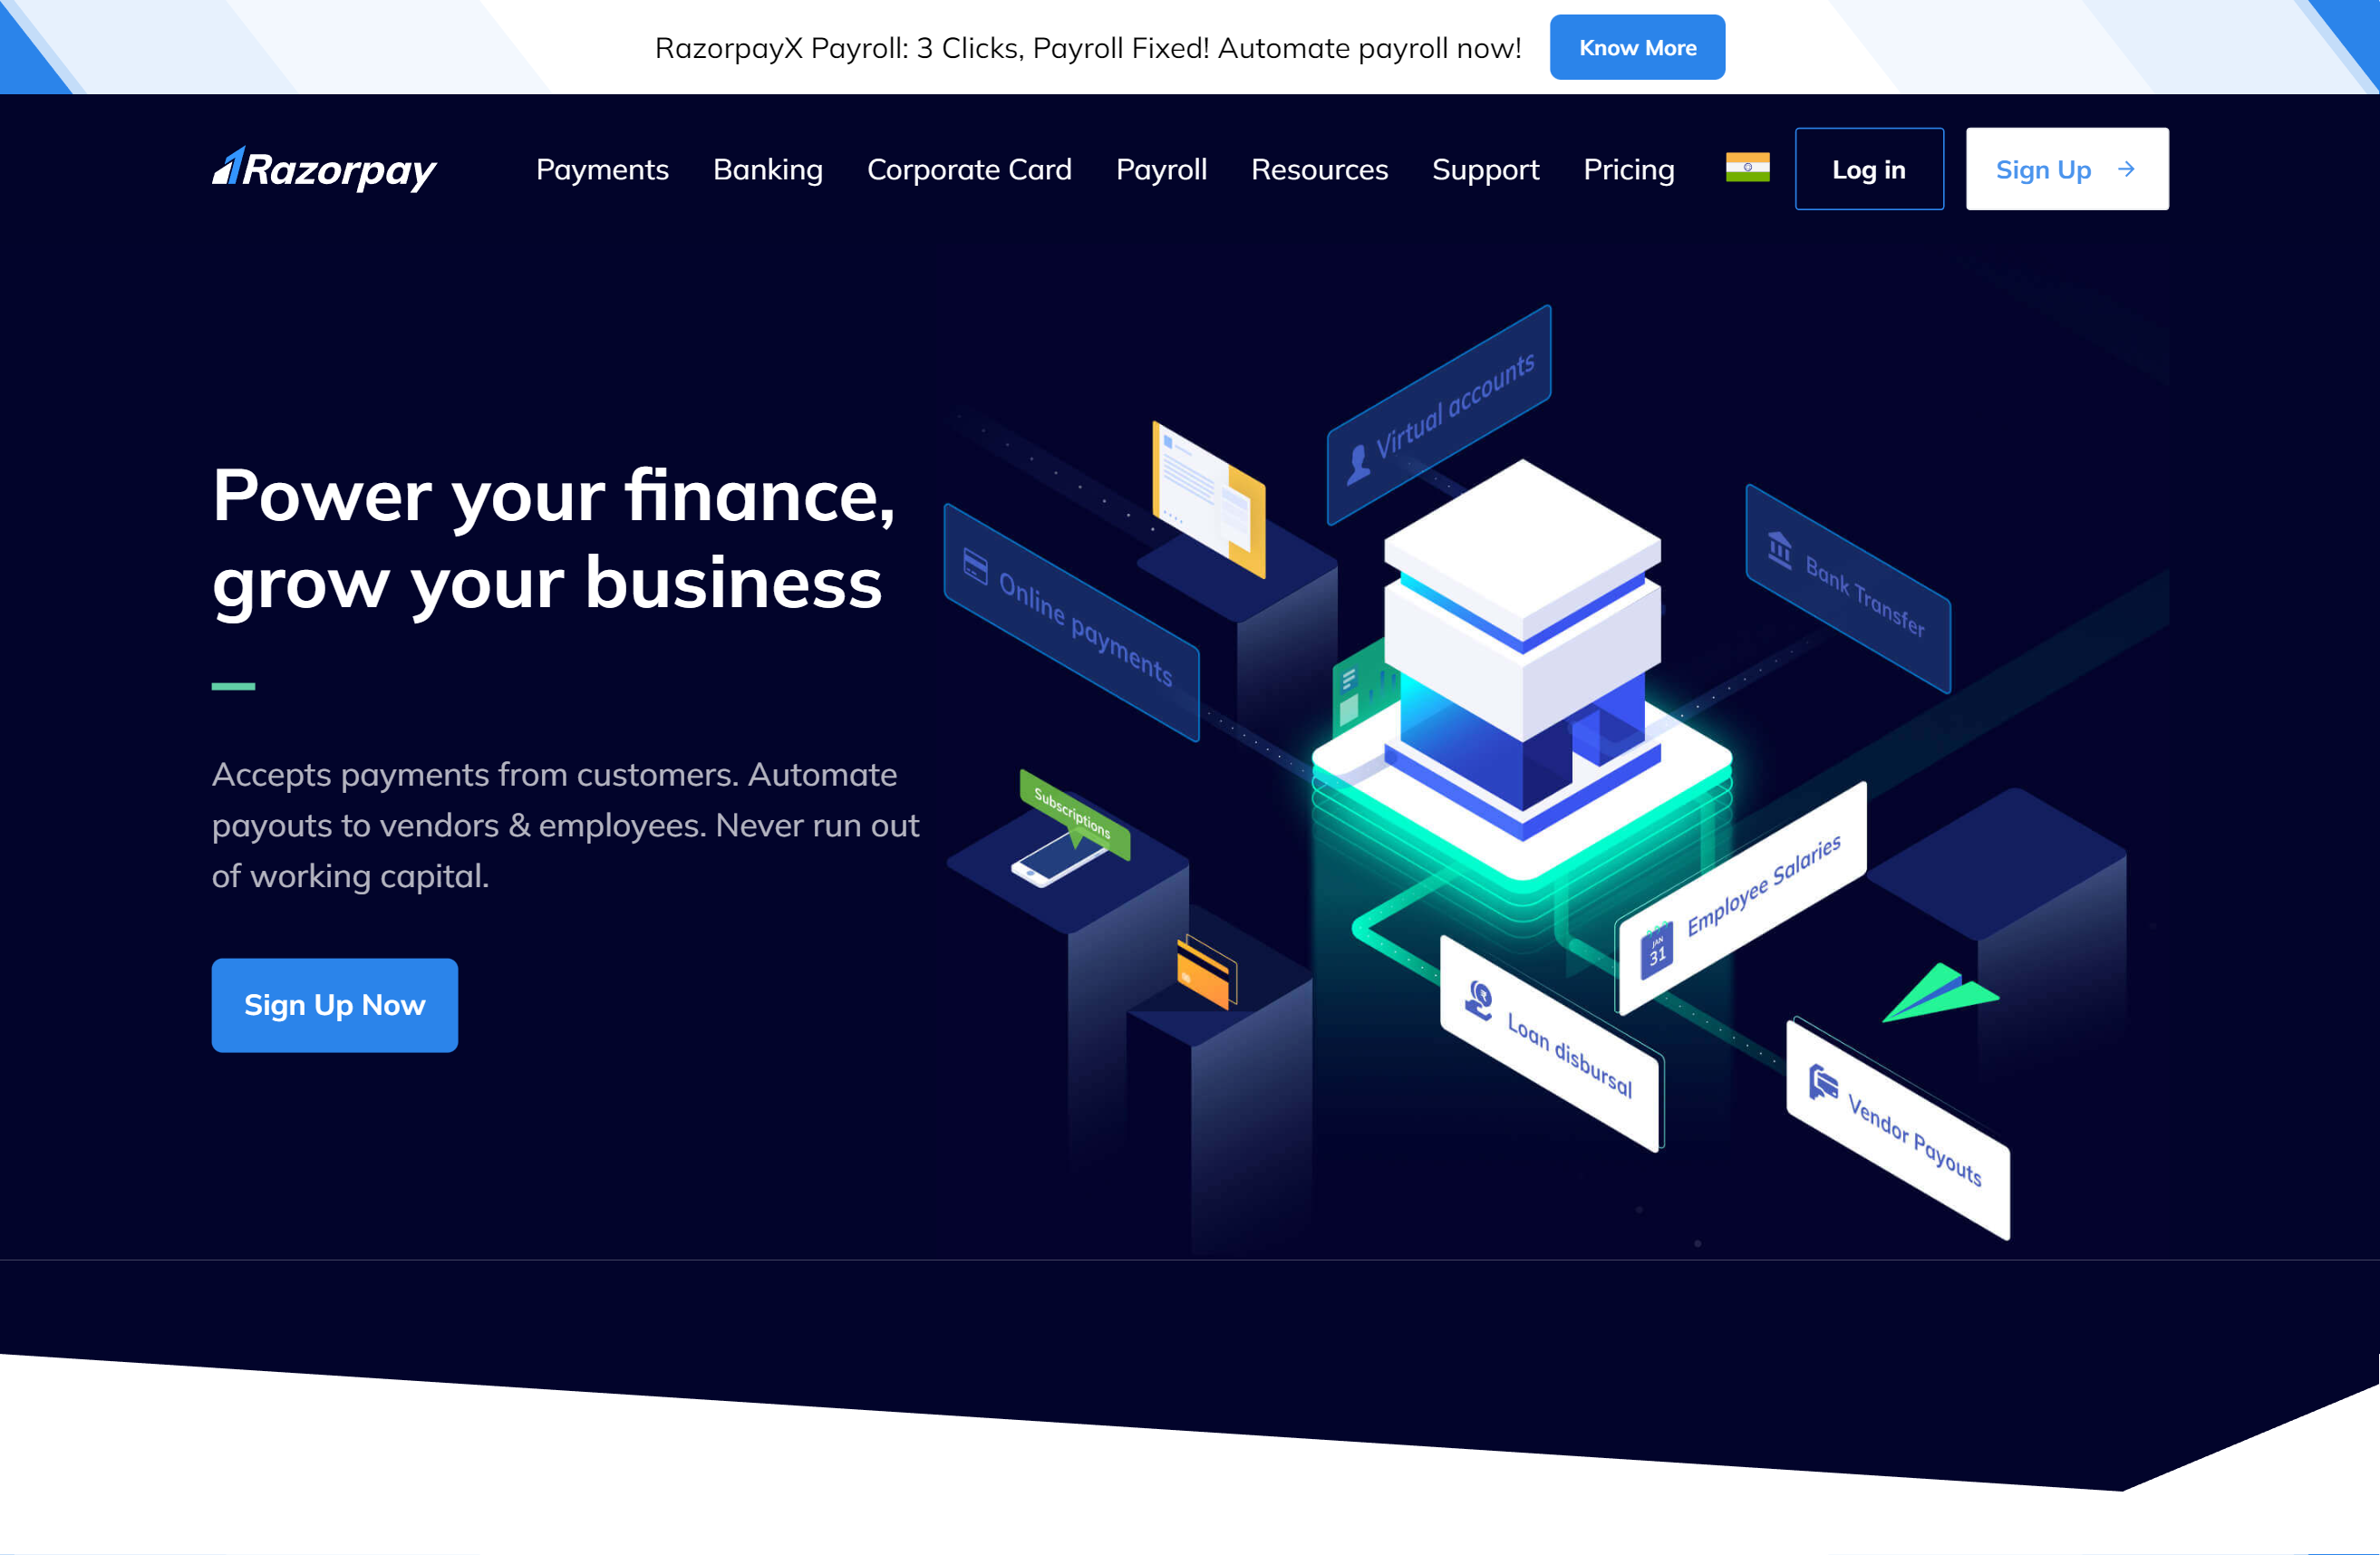 RazorpayX Payroll: 3 Clicks, Payroll Fixed! Automate payroll now!
Know More
Razorpay
Payments
Banking
Corporate Card
Payroll
Resources
Support
Pricing
Log in
Sign Up
Power your finance,
grow your business
Accepts payments from customers. Automate
payouts to vendors & employees. Never run out
of working capital.
Sign Up Now
Virtual accounts
Online payments
Bank Transfer
Subscriptions
Employee Salaries
JAN
31
Loan disbursal
Vendor Payouts